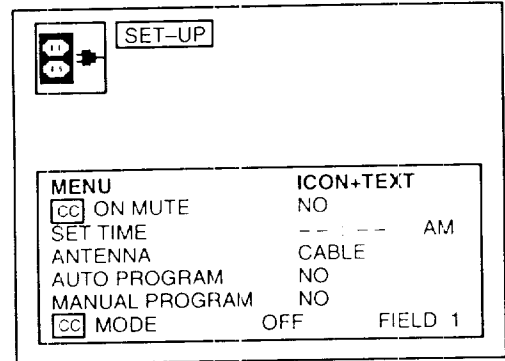 SET-UP
MENU ICON+TEXT
CC ON MUTE NO
SET TIME -- : -- AM
ANTENNA CABLE
AUTO PROGRAM NO
MANUAL PROGRAM NO
CC MODE OFF FIELD 1